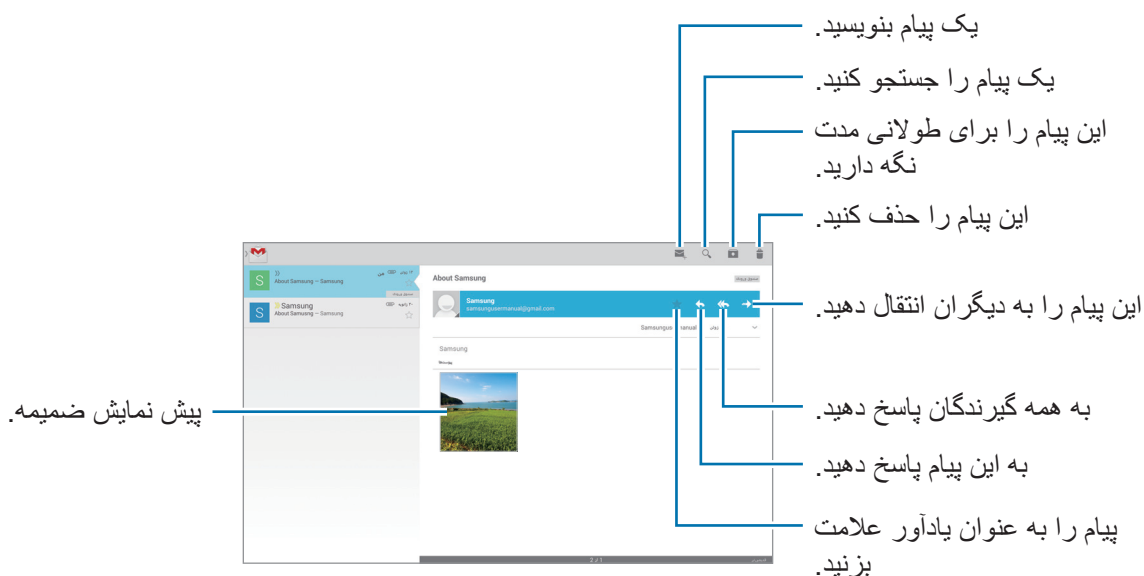 یک پیام بنویسید.
یک پیام را جستجو کنید.
این پیام را برای طولانی مدت
نگه دارید.
این پیام را حذف کنید.
این پیام را به دیگران انتقال دهید.
به همه گیرندگان پاسخ دهید.
به این پیام پاسخ دهید.
پیام را به عنوان یادآور علامت
بزنید.
پیش نمایش ضمیمه.
S
About Samsung – Samsung
S
Samsung
About Samsung – Samsung
About Samsung
Samsung
samsungusermanual@gmail.com
Samsung
2 / 1